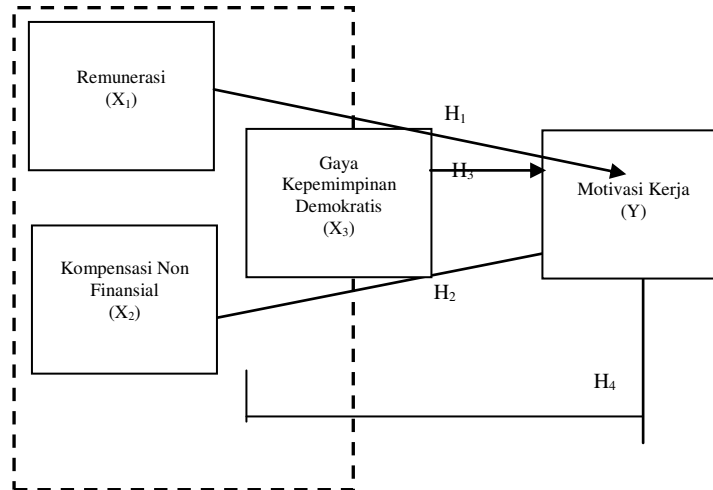 Remunerasi
(X₁)
H₁
Gaya
Kepemimpinan
Demokratis
(X₃)
H₃
Motivasi Kerja
(Y)
Kompensasi Non
Finansial
(X₂)
H₂
H₄